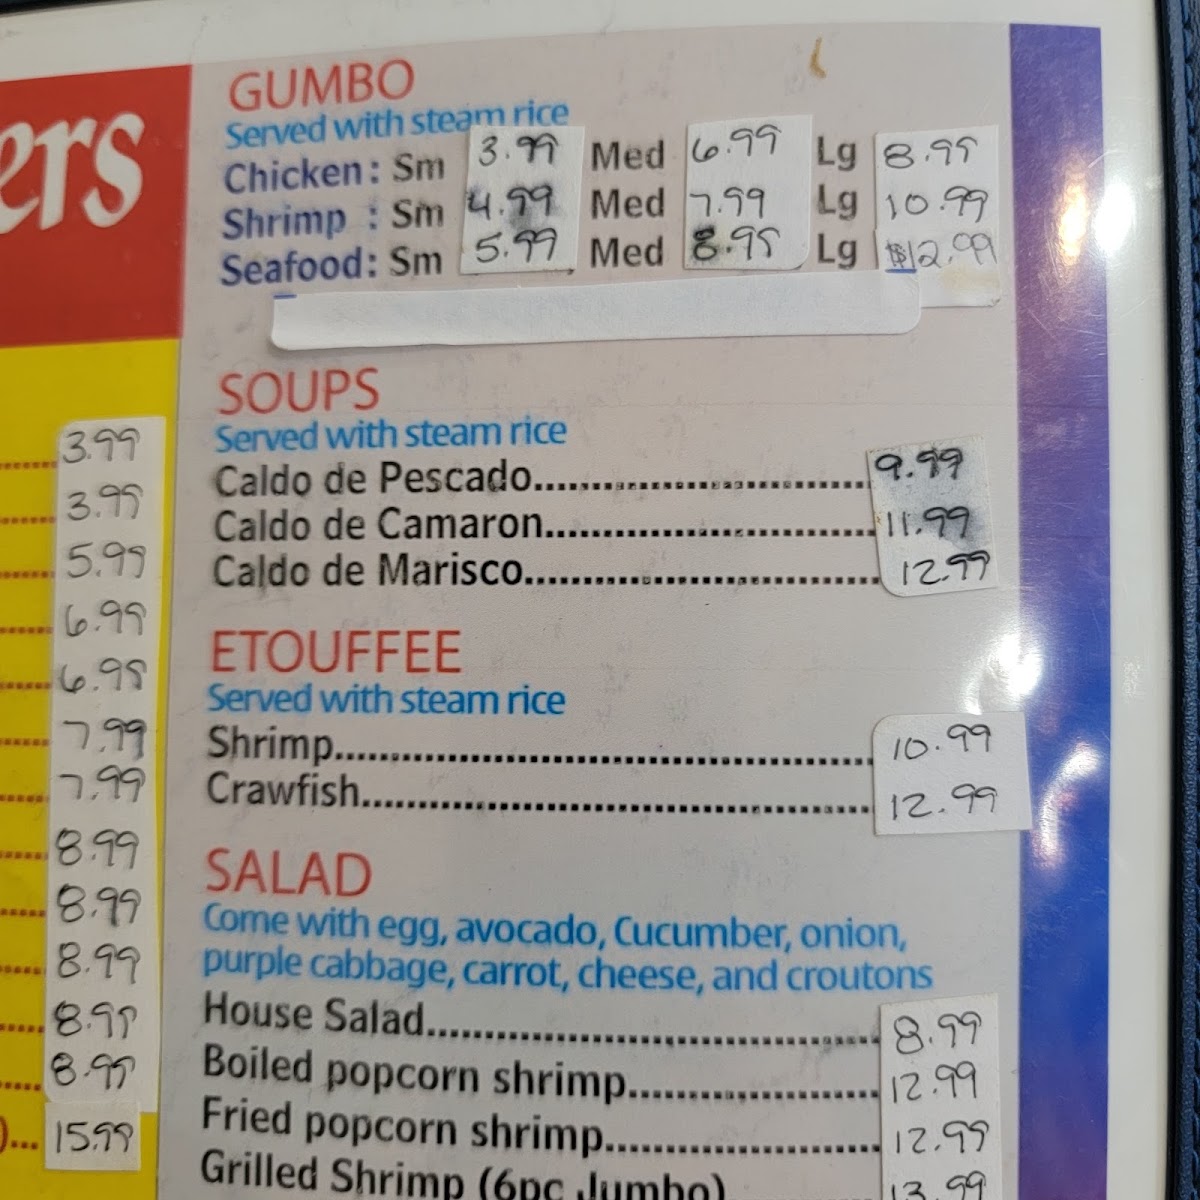 ers
3.99
3.99
5.99
6.99
6.99
7.99
7.99
8.99
8.99
8.99
8.99
8.99
)... 15.99
GUMBO
Served with steam rice
Chicken: Sm 3.99 Med 6.99 Lg 8.99
Shrimp : Sm 4.99 Med 7.99 Lg 10.99
Seafood: Sm 5.99 Med 8.99 Lg $12.99
SOUPS
Served with steam rice
Caldo de Pescado 9.99
Caldo de Camaron 11.99
Caldo de Marisco 12.99
ETOUFFEE
Served with steam rice
Shrimp 10.99
Crawfish 12.99
SALAD
Come with egg, avocado, Cucumber, onion,
purple cabbage, carrot, cheese, and croutons
House Salad 8.99
Boiled popcorn shrimp 12.99
Fried popcorn shrimp 12.99
Grilled Shrimp (6pc Jumbo) 13.99